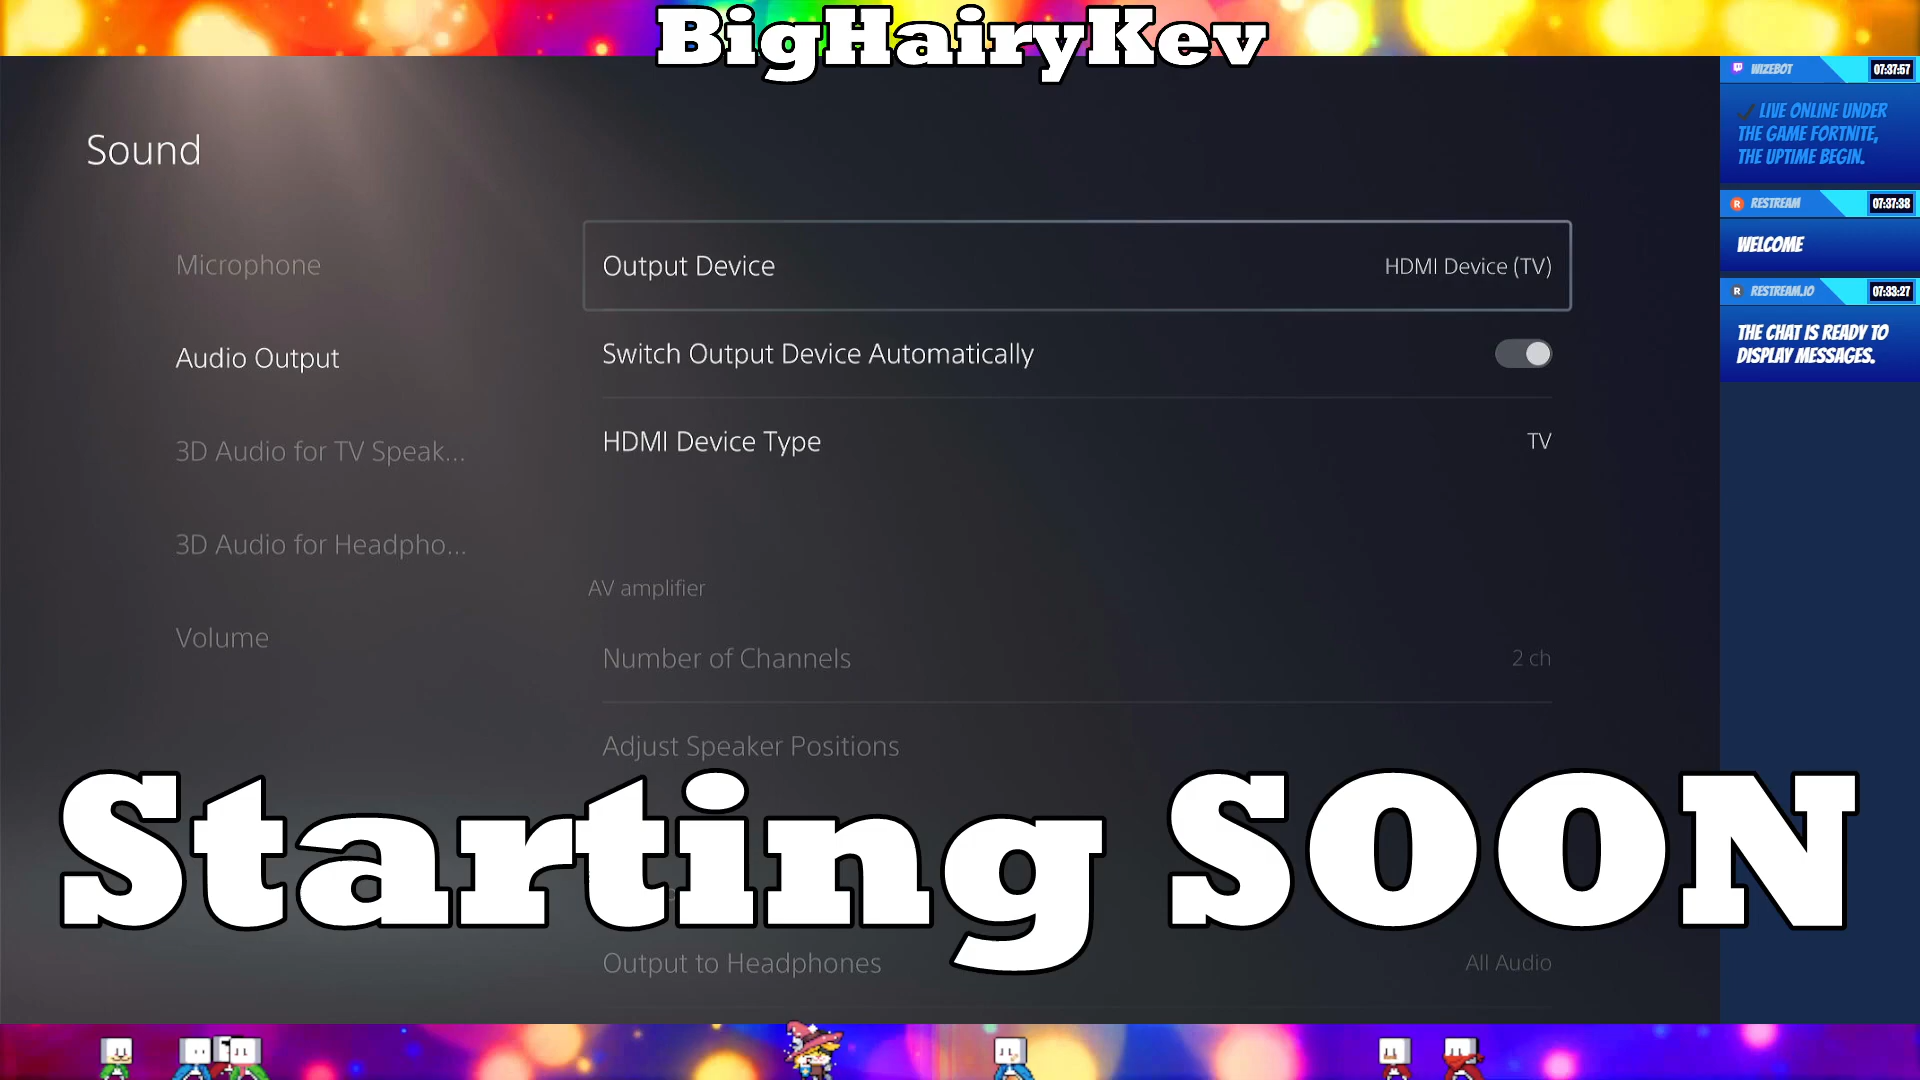 BigHairyKev
Sound
Microphone
Audio Output
3D Audio for TV Speak...
3D Audio for Headpho...
Volume
Output Device
HDMI Device (TV)
Switch Output Device Automatically
HDMI Device Type
TV
AV amplifier
Number of Channels
2 ch
Adjust Speaker Positions
Starting SOON
Output to Headphones
All Audio
WIZEBOT
07:37:57
✔ LIVE ONLINE UNDER
THE GAME FORTNITE,
THE UPTIME BEGIN.
R RESTREAM
07:37:38
WELCOME
R RESTREAM.IO
07:33:27
THE CHAT IS READY TO
DISPLAY MESSAGES.